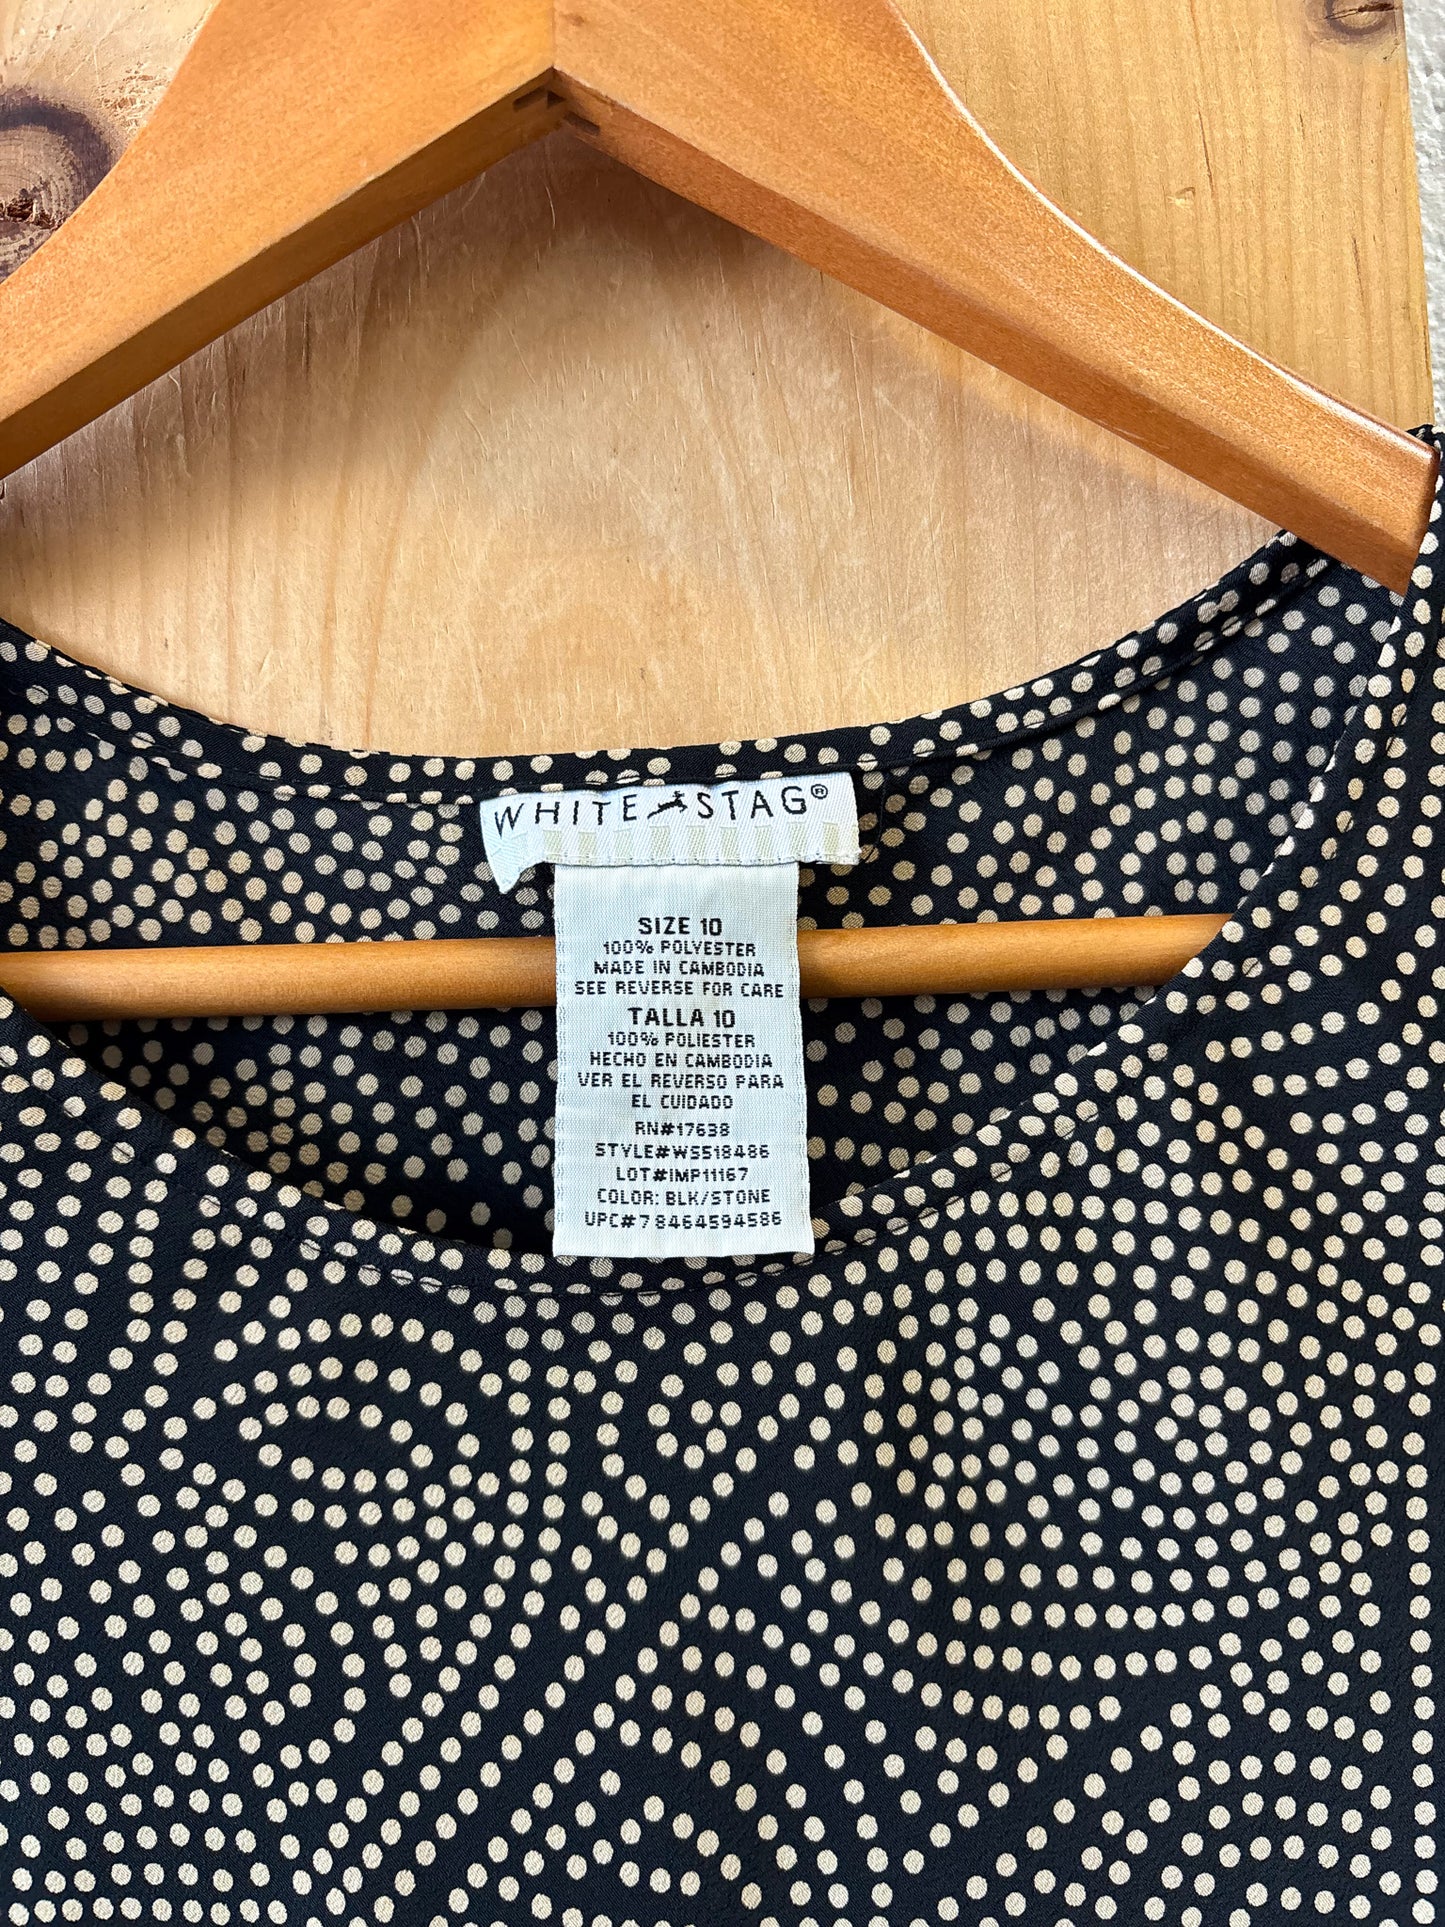 WHITE STAG®
SIZE 10
100% POLYESTER
MADE IN CAMBODIA
SEE REVERSE FOR CARE
TALLA 10
100% POLIESTER
HECHO EN CAMBODIA
VER EL REVERSO PARA
EL CUIDADO
RN#17638
STYLE#WS518486
LOT#IMP11167
COLOR: BLK/STONE
UPC#78464594586